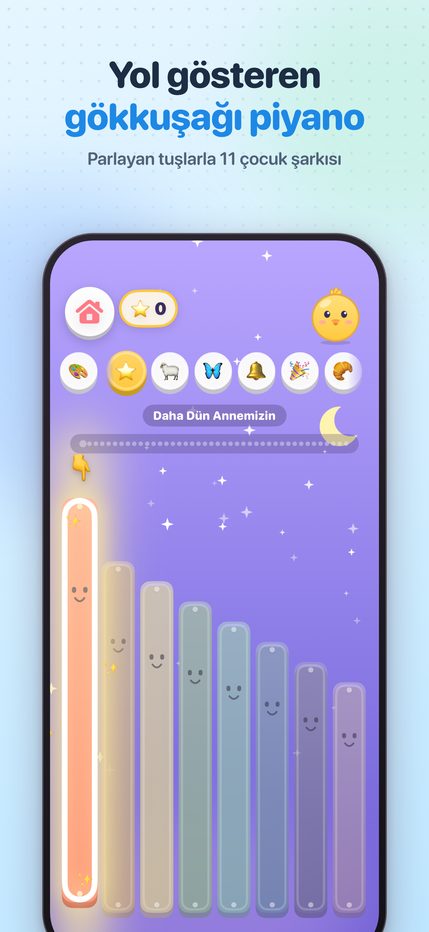 Yol gösteren
gökkuşağı piyano
Parlayan tuşlarla 11 çocuk şarkısı
0
Daha Dün Annemizin